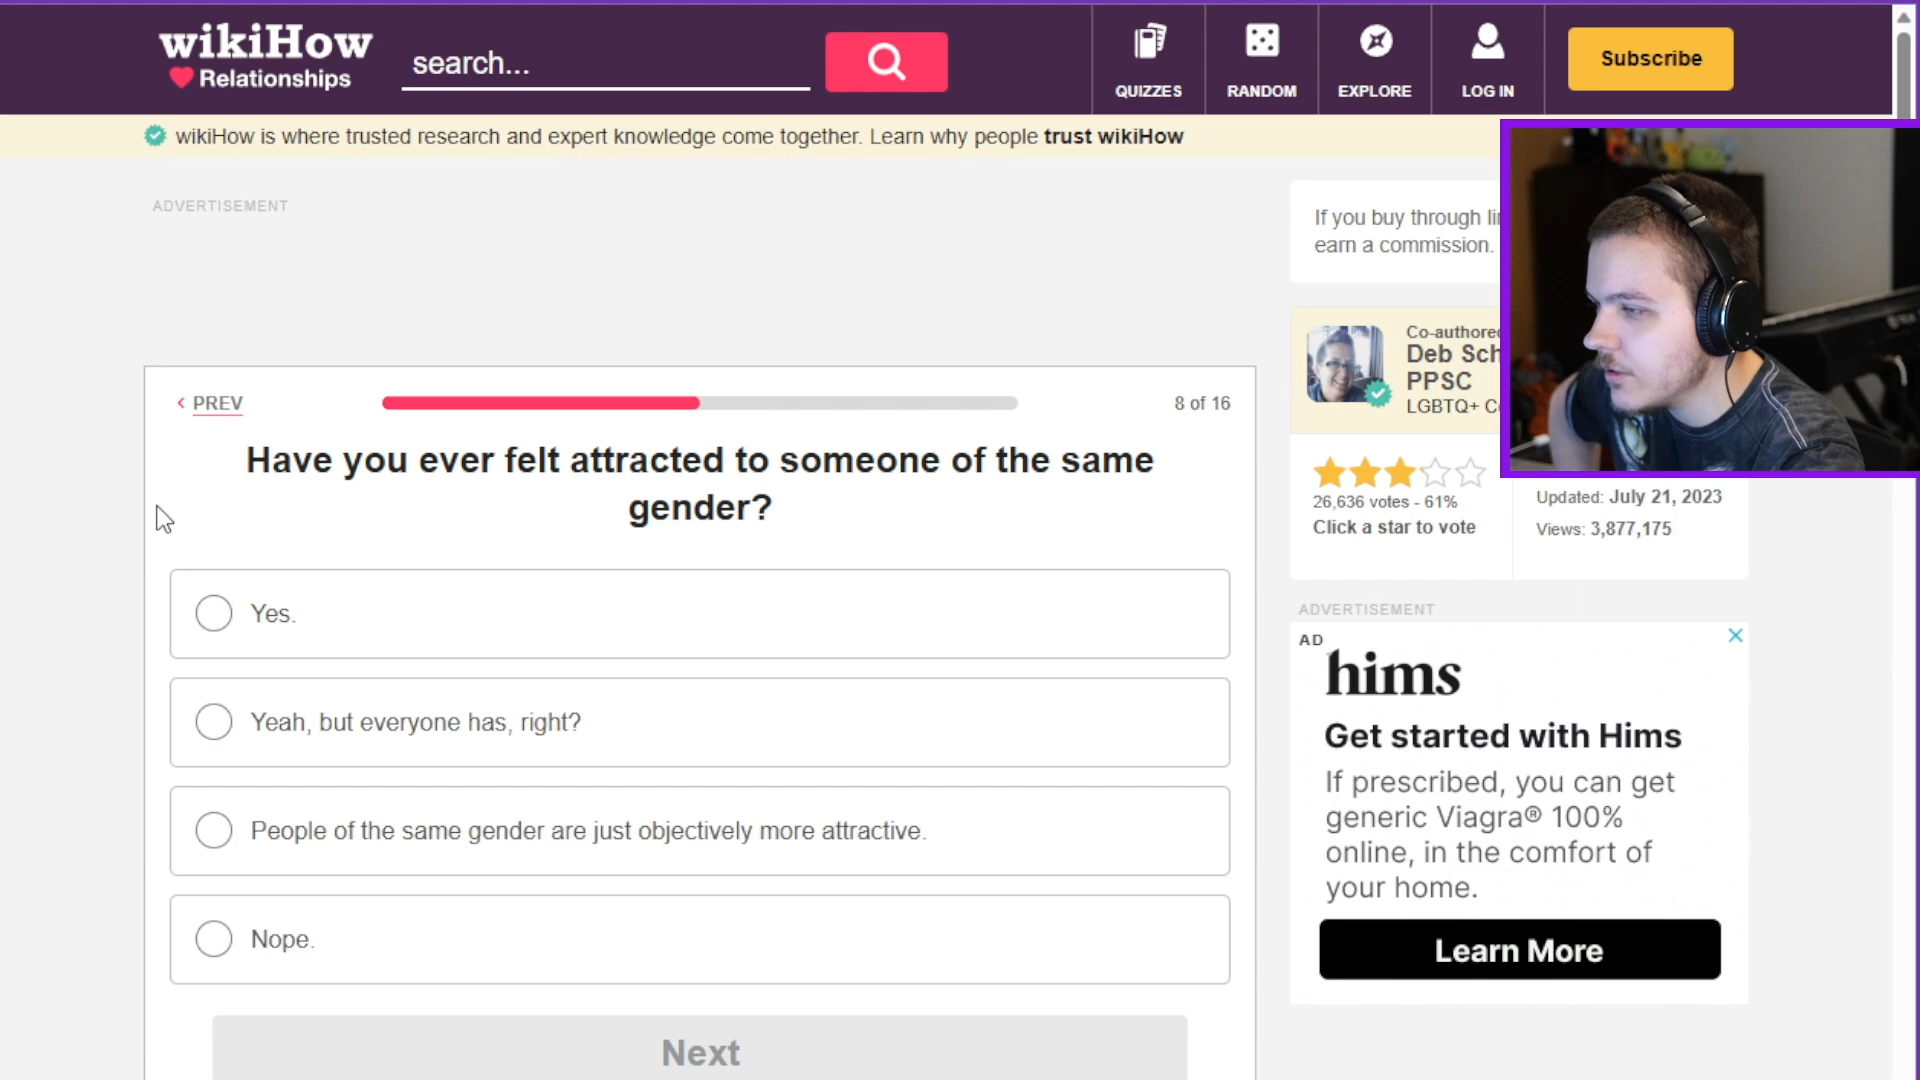 wikiHow
Relationships
search...
QUIZZES
RANDOM
EXPLORE
LOG IN
Subscribe
wikiHow is where trusted research and expert knowledge come together. Learn why people trust wikiHow
ADVERTISEMENT
If you buy through
earn a commission.
Co-authored
Deb
PPSC
LGBTQ+
26,636 votes - 61%
Click a star to vote
Updated: July 21, 2023
Views: 3,877,175
PREV
8 of 16
Have you ever felt attracted to someone of the same
gender?
Yes.
Yeah, but everyone has, right?
People of the same gender are just objectively more attractive.
Nope.
Next
ADVERTISEMENT
AD
hims
Get started with Hims
If prescribed, you can get
generic Viagra® 100%
online, in the comfort of
your home.
Learn More